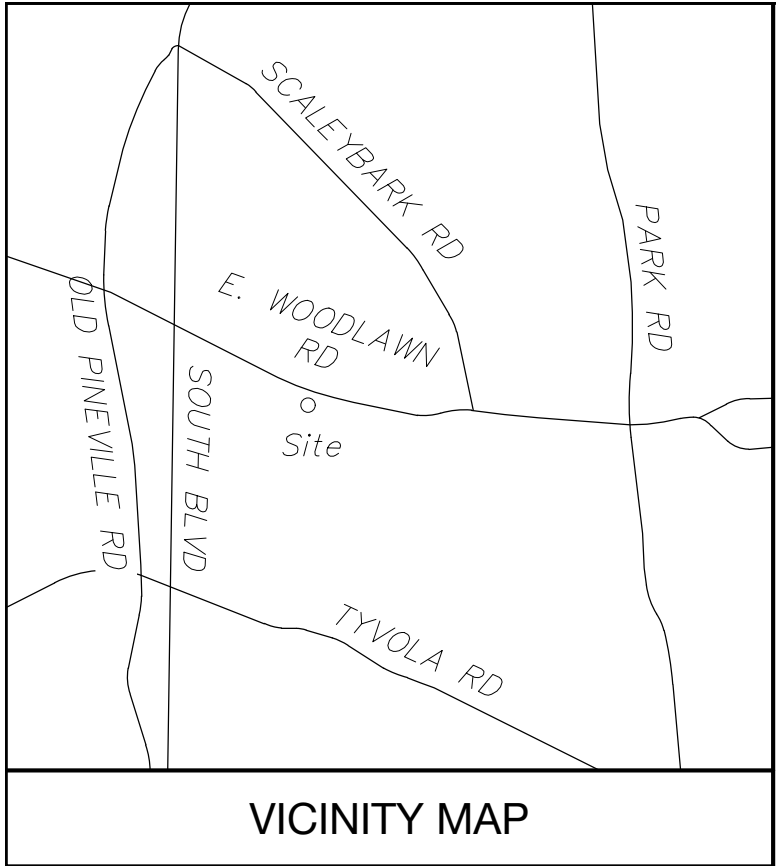 SCALEYBARK RD
PARK RD
E. WOODLAWN
RD
OLD PINEVILLE RD
SOUTH BLVD
Site
TYVOLA RD
VICINITY MAP